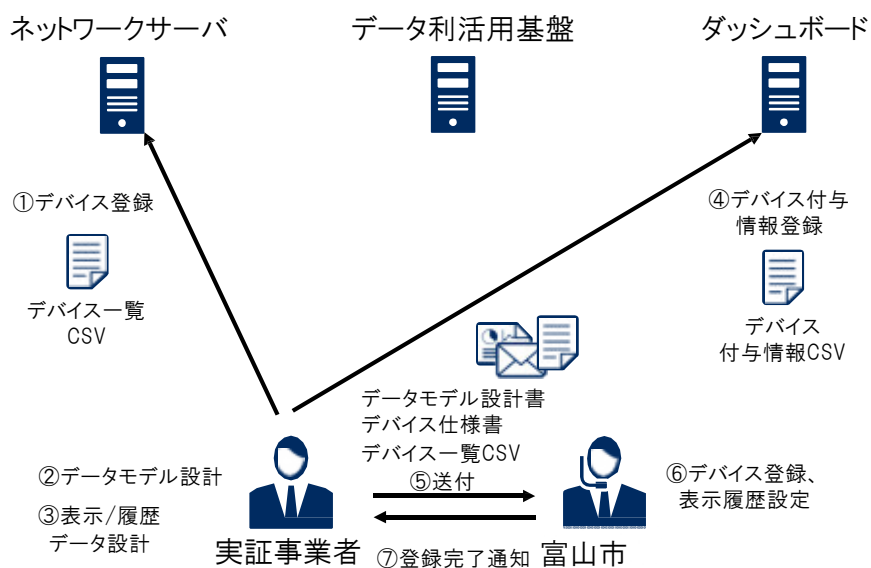 ネットワークサーバ
データ利活用基盤
ダッシュボード
①デバイス登録
デバイス一覧
CSV
④デバイス付与
情報登録
デバイス
付与情報CSV
データモデル設計書
デバイス仕様書
デバイス一覧CSV
②データモデル設計
③表示/履歴
データ設計
⑤送付
⑥デバイス登録、
表示履歴設定
実証事業者
⑦登録完了通知
富山市